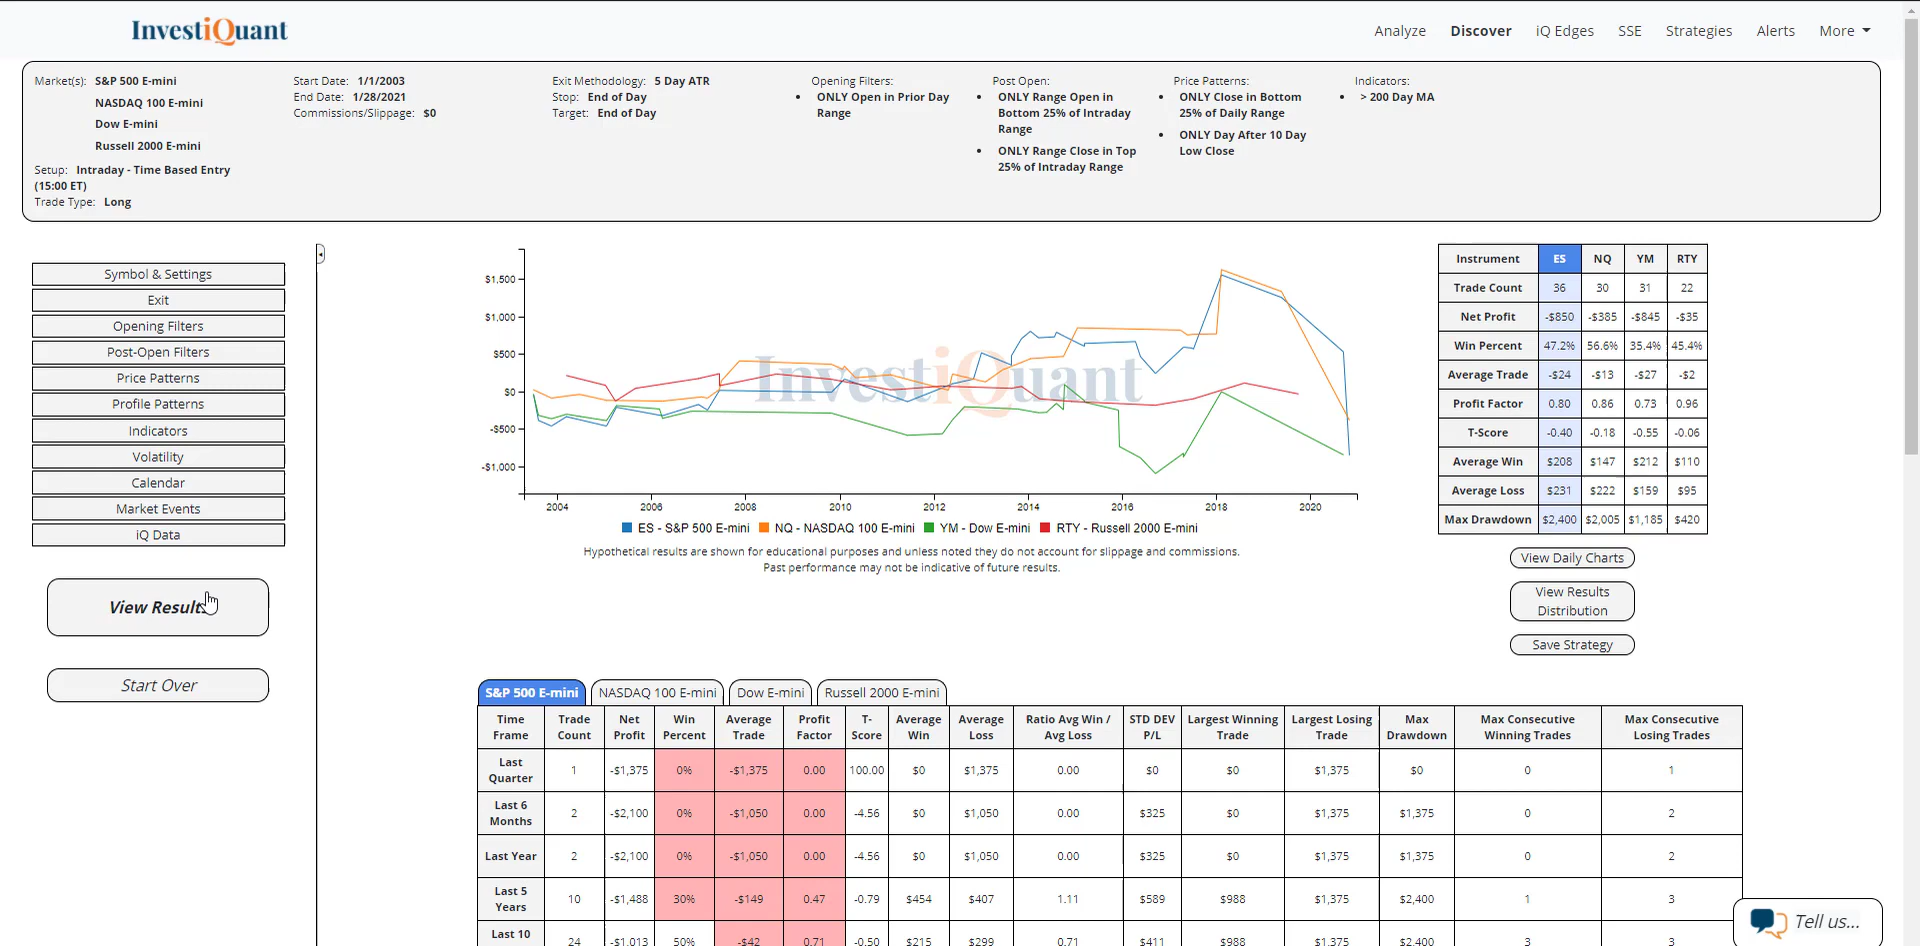 InvestiQuant
Analyze Discover iQ Edges SSE Strategies Alerts More
Market(s): S&P 500 E-mini
NASDAQ 100 E-mini
Dow E-mini
Russell 2000 E-mini
Setup: Intraday - Time Based Entry
(15:00 ET)
Trade Type: Long
Start Date: 1/1/2003
End Date: 1/28/2021
Commissions/Slippage: $0
Exit Methodology: 5 Day ATR
Stop: End of Day
Target: End of Day
Opening Filters:
• ONLY Open in Prior Day
Range
Post Open:
• ONLY Range Open in
Bottom 25% of Intraday
Range
• ONLY Range Close in Top
25% of Intraday Range
Price Patterns:
• ONLY Close in Bottom
25% of Daily Range
• ONLY Day After 10 Day
Low Close
Indicators:
• > 200 Day MA
Symbol & Settings
Exit
Opening Filters
Post-Open Filters
Price Patterns
Profile Patterns
Indicators
Volatility
Calendar
Market Events
iQ Data
View Results
Start Over
$1,500
$1,000
$500
$0
-$500
-$1,000
InvestiQuant
2004 2006 2008 2010 2012 2014 2016 2018 2020
ES - S&P 500 E-mini NQ - NASDAQ 100 E-mini YM - Dow E-mini RTY - Russell 2000 E-mini
Hypothetical results are shown for educational purposes and unless noted they do not account for slippage and commissions.
Past performance may not be indicative of future results.
Instrument ES NQ YM RTY
Trade Count 36 30 31 22
Net Profit -$850 -$385 -$845 -$35
Win Percent 47.2% 56.6% 35.4% 45.4%
Average Trade -$24 -$13 -$27 -$2
Profit Factor 0.80 0.86 0.73 0.96
T-Score -0.40 -0.18 -0.55 -0.06
Average Win $208 $147 $212 $110
Average Loss $231 $222 $159 $95
Max Drawdown $2,400 $2,005 $1,185 $420
View Daily Charts
View Results
Distribution
Save Strategy
S&P 500 E-mini NASDAQ 100 E-mini Dow E-mini Russell 2000 E-mini
Time Trade Net Win Average Profit T- Average Average Ratio Avg Win / STD DEV Largest Winning Largest Losing Max Max Consecutive Max Consecutive
Frame Count Profit Percent Trade Factor Score Win Loss Avg Loss P/L Trade Trade Drawdown Winning Trades Losing Trades
Last
Quarter 1 -$1,375 0% -$1,375 0.00 100.00 $0 $1,375 0.00 $0 $0 $1,375 $0 0 1
Last 6
Months 2 -$2,100 0% -$1,050 0.00 -4.56 $0 $1,050 0.00 $325 $0 $1,375 $1,375 0 2
Last Year 2 -$2,100 0% -$1,050 0.00 -4.56 $0 $1,050 0.00 $325 $0 $1,375 $1,375 0 2
Last 5
Years 10 -$1,488 30% -$149 0.47 -0.79 $454 $407 1.11 $589 $988 $1,375 $2,400 1 3
Last 10
24 -$1,013 50% -$42 0.71 -0.50 $215 $299 0.71 $411 $988 $1,375 $2,400 3 3
Tell us...